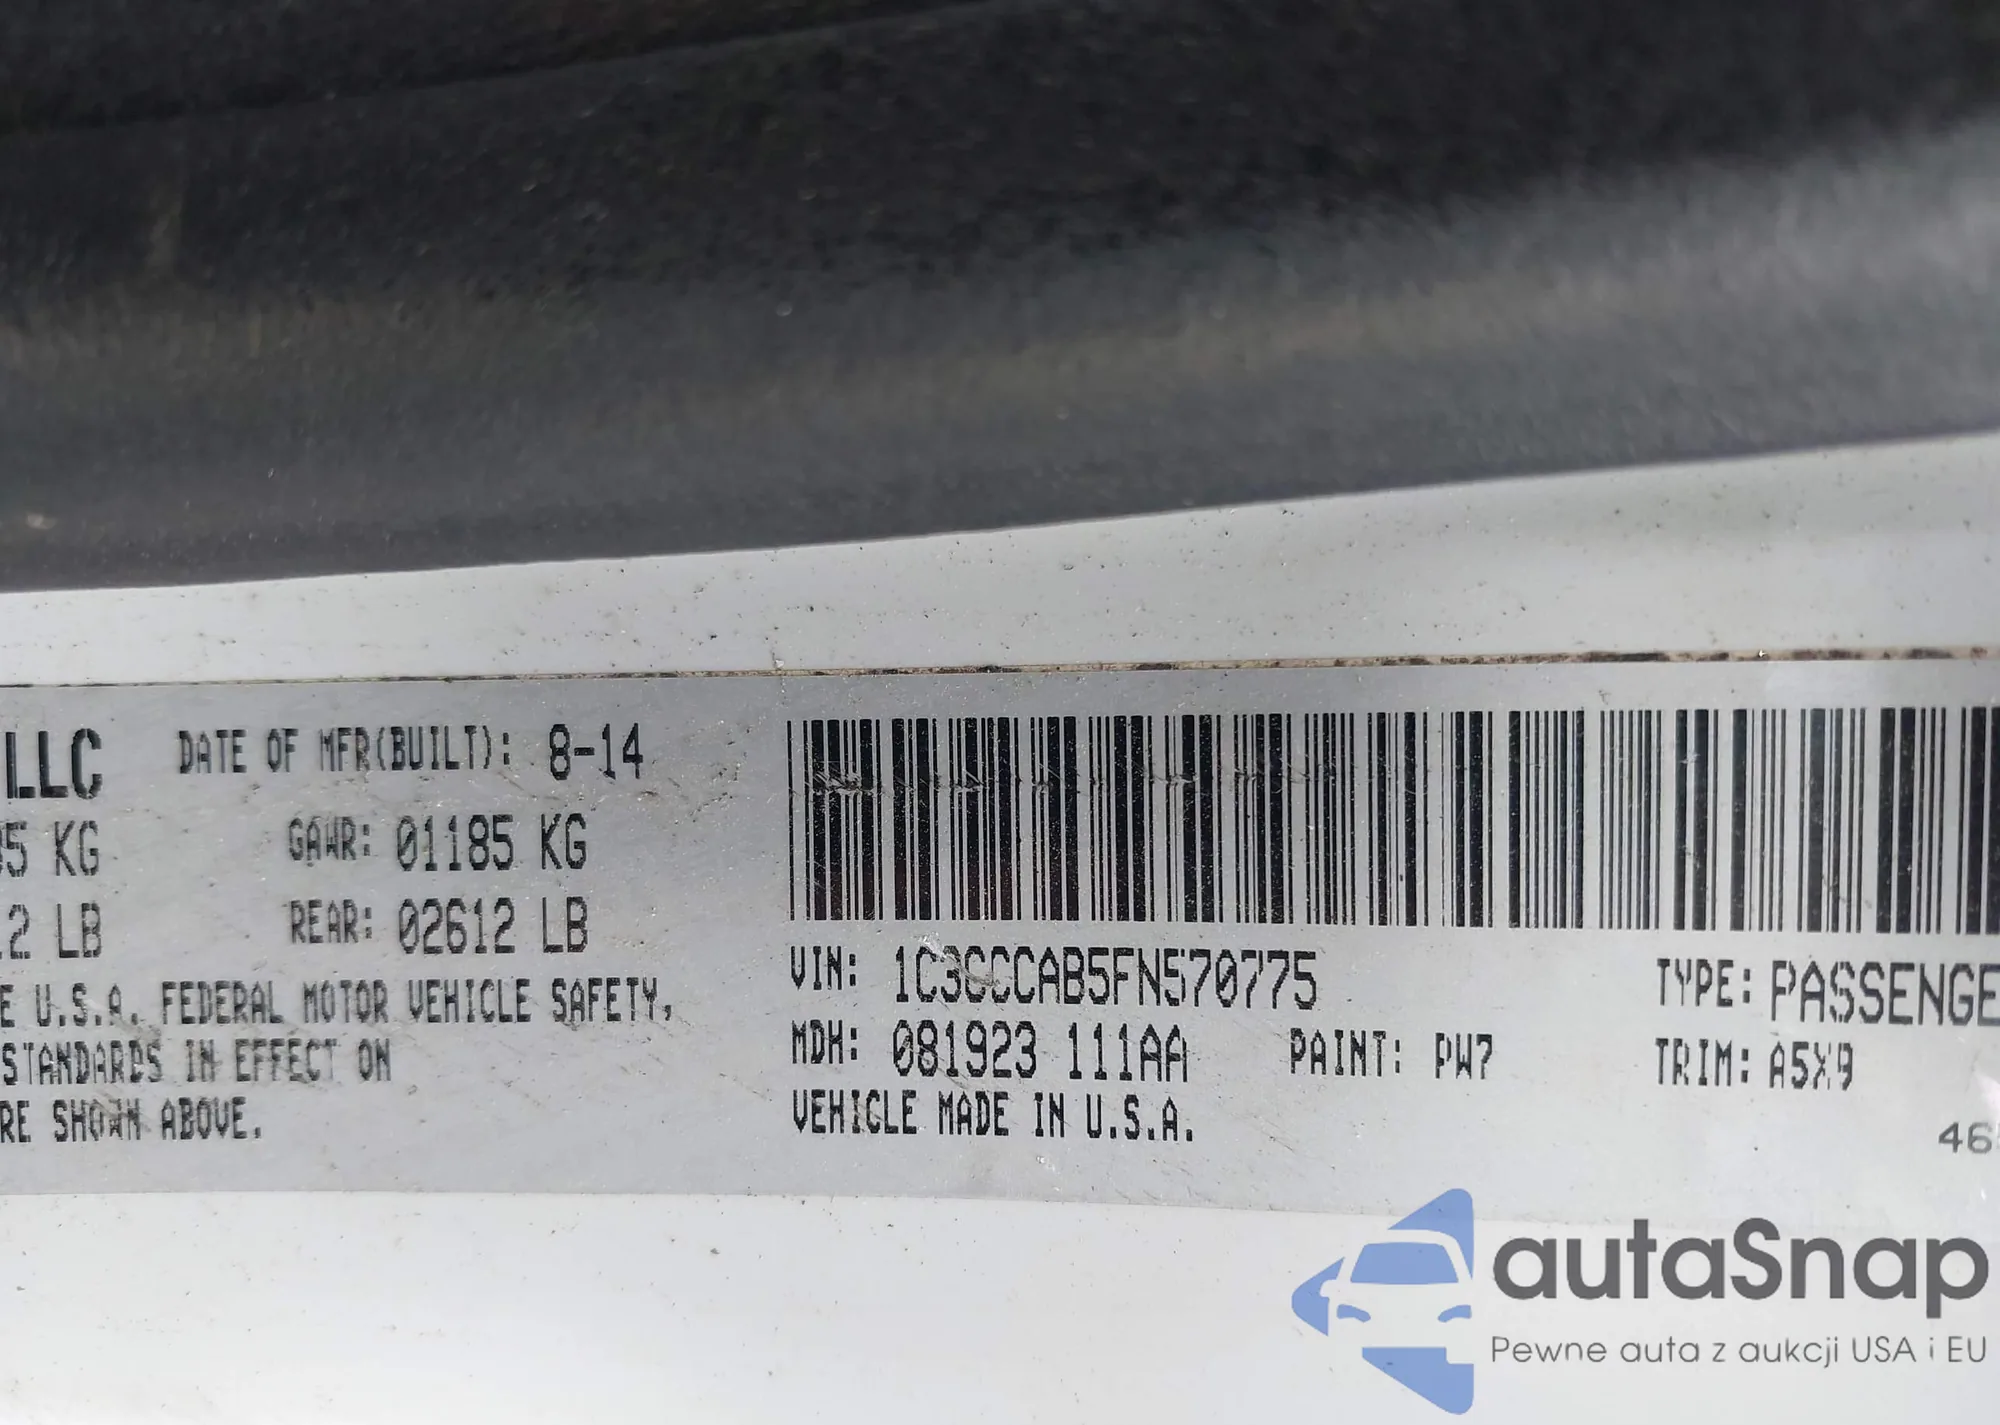 LLC DATE OF MFR(BUILT): 8-14
5 KG GAWR: 01185 KG
2 LB REAR: 02612 LB
E U.S.A. FEDERAL MOTOR VEHICLE SAFETY,
STANDARDS IN EFFECT ON
RE SHOWN ABOVE.
VIN: 1C3CCCAB5FN570775 TYPE: PASSENGE
MDH: 081923 111AA PAINT: PW7 TRIM: A5X9
VEHICLE MADE IN U.S.A.
46
autaSnap
Pewne auta z aukcji USA i EU